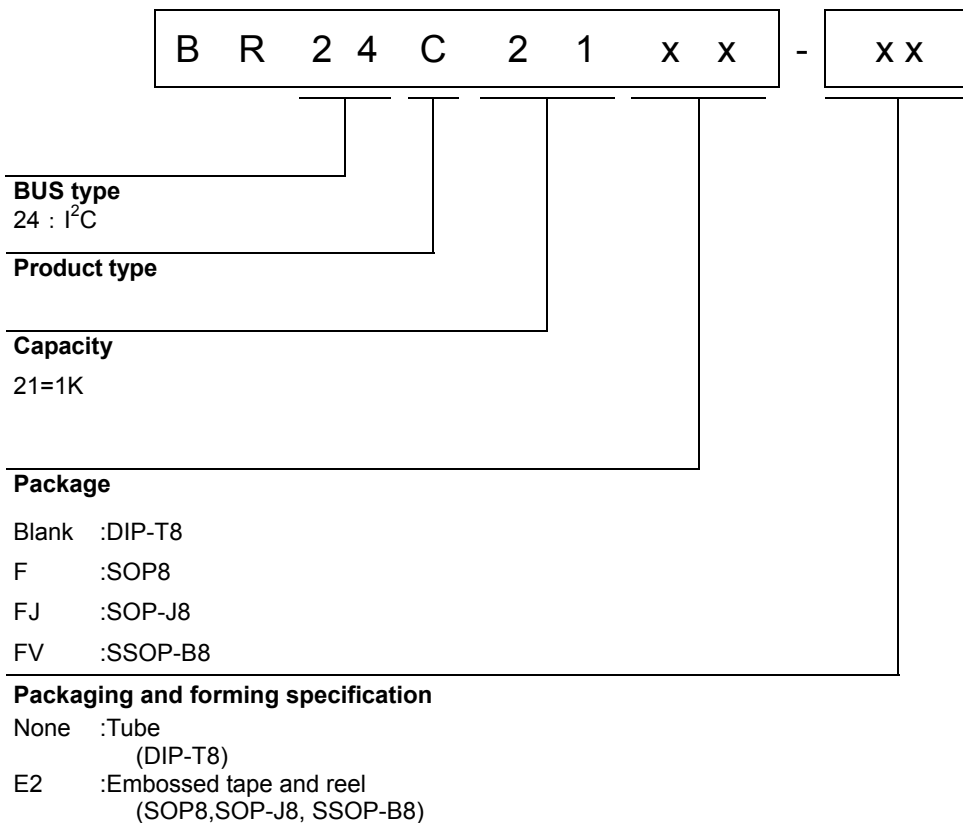 B R 2 4 C 2 1 x x - x x
BUS type
24 : I²C
Product type
Capacity
21=1K
Package
Blank :DIP-T8
F :SOP8
FJ :SOP-J8
FV :SSOP-B8
Packaging and forming specification
None :Tube
(DIP-T8)
E2 :Embossed tape and reel
(SOP8,SOP-J8, SSOP-B8)